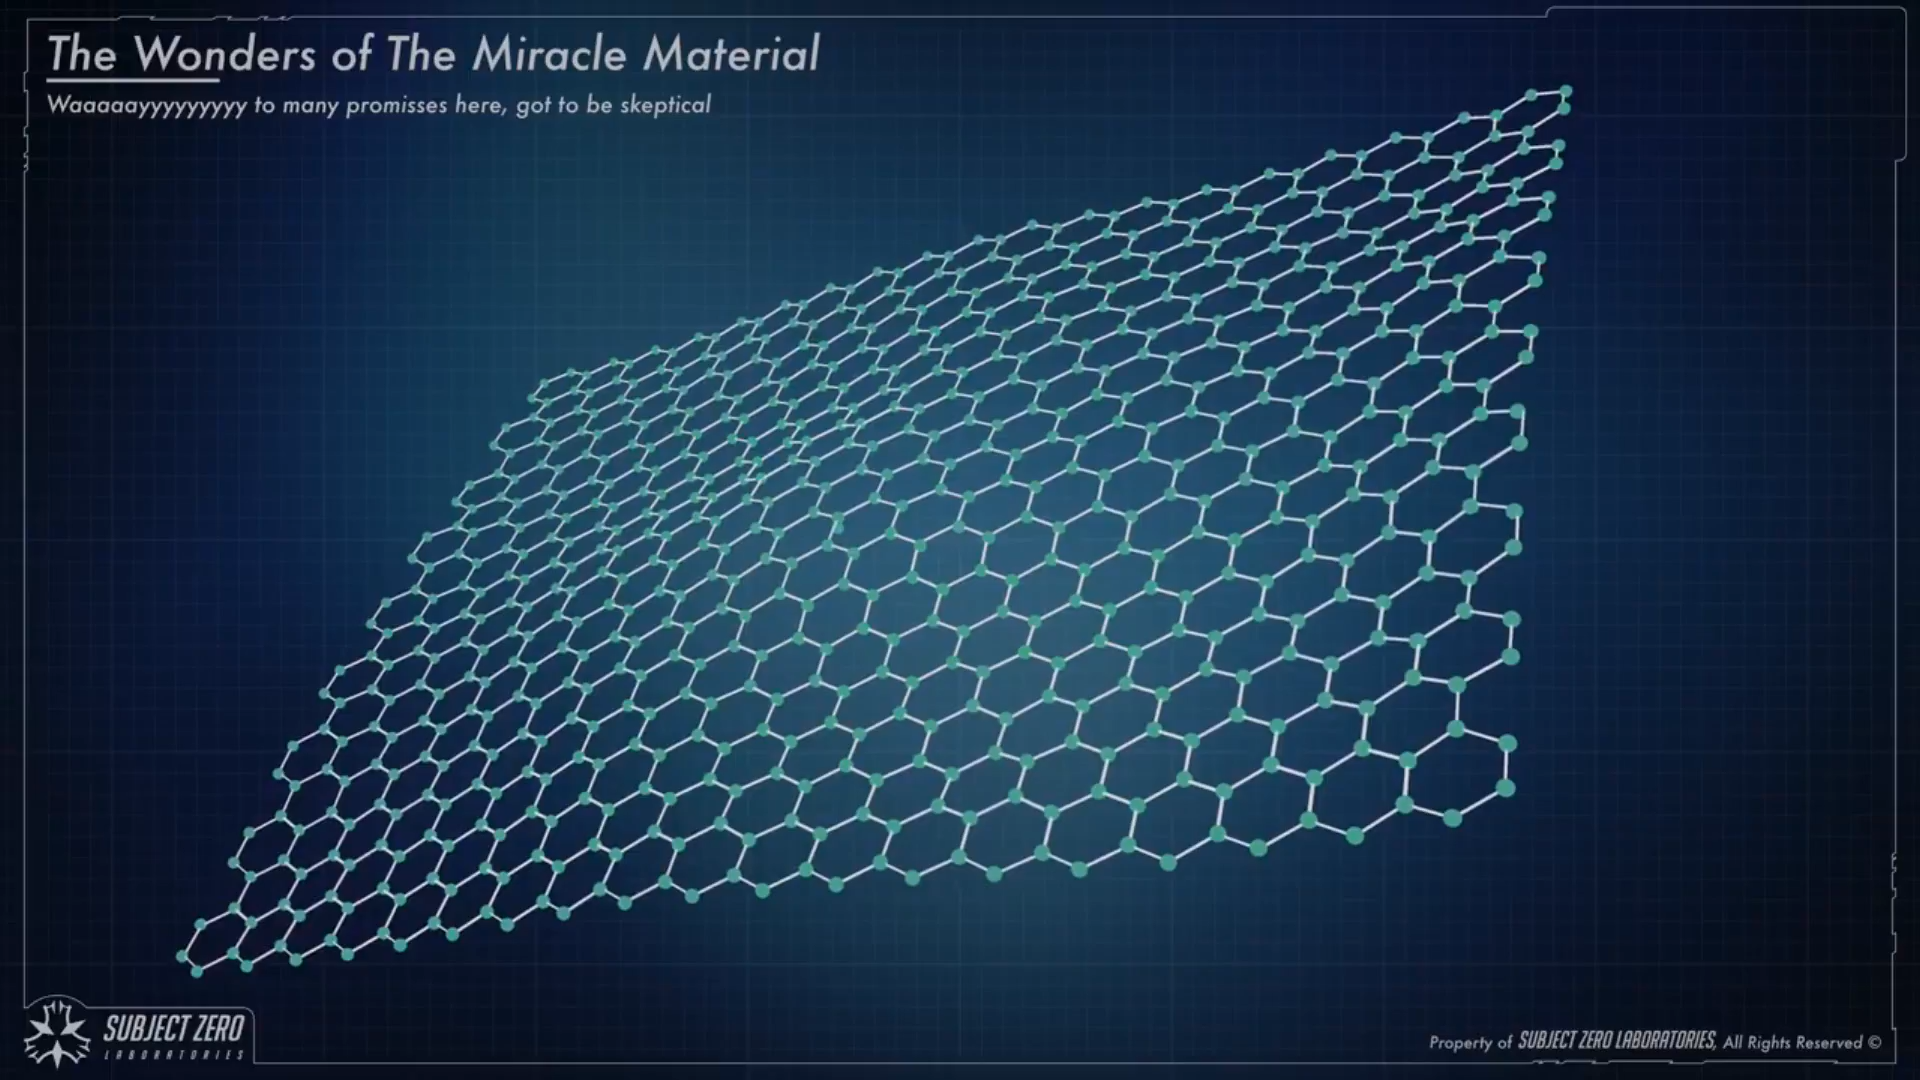 The Wonders of The Miracle Material
Waaaaayyyyyyyyyy to many promisses here, got to be skeptical
SUBJECT ZERO
LABORATORIES
Property of SUBJECT ZERO LABORATORIES, All Rights Reserved ©